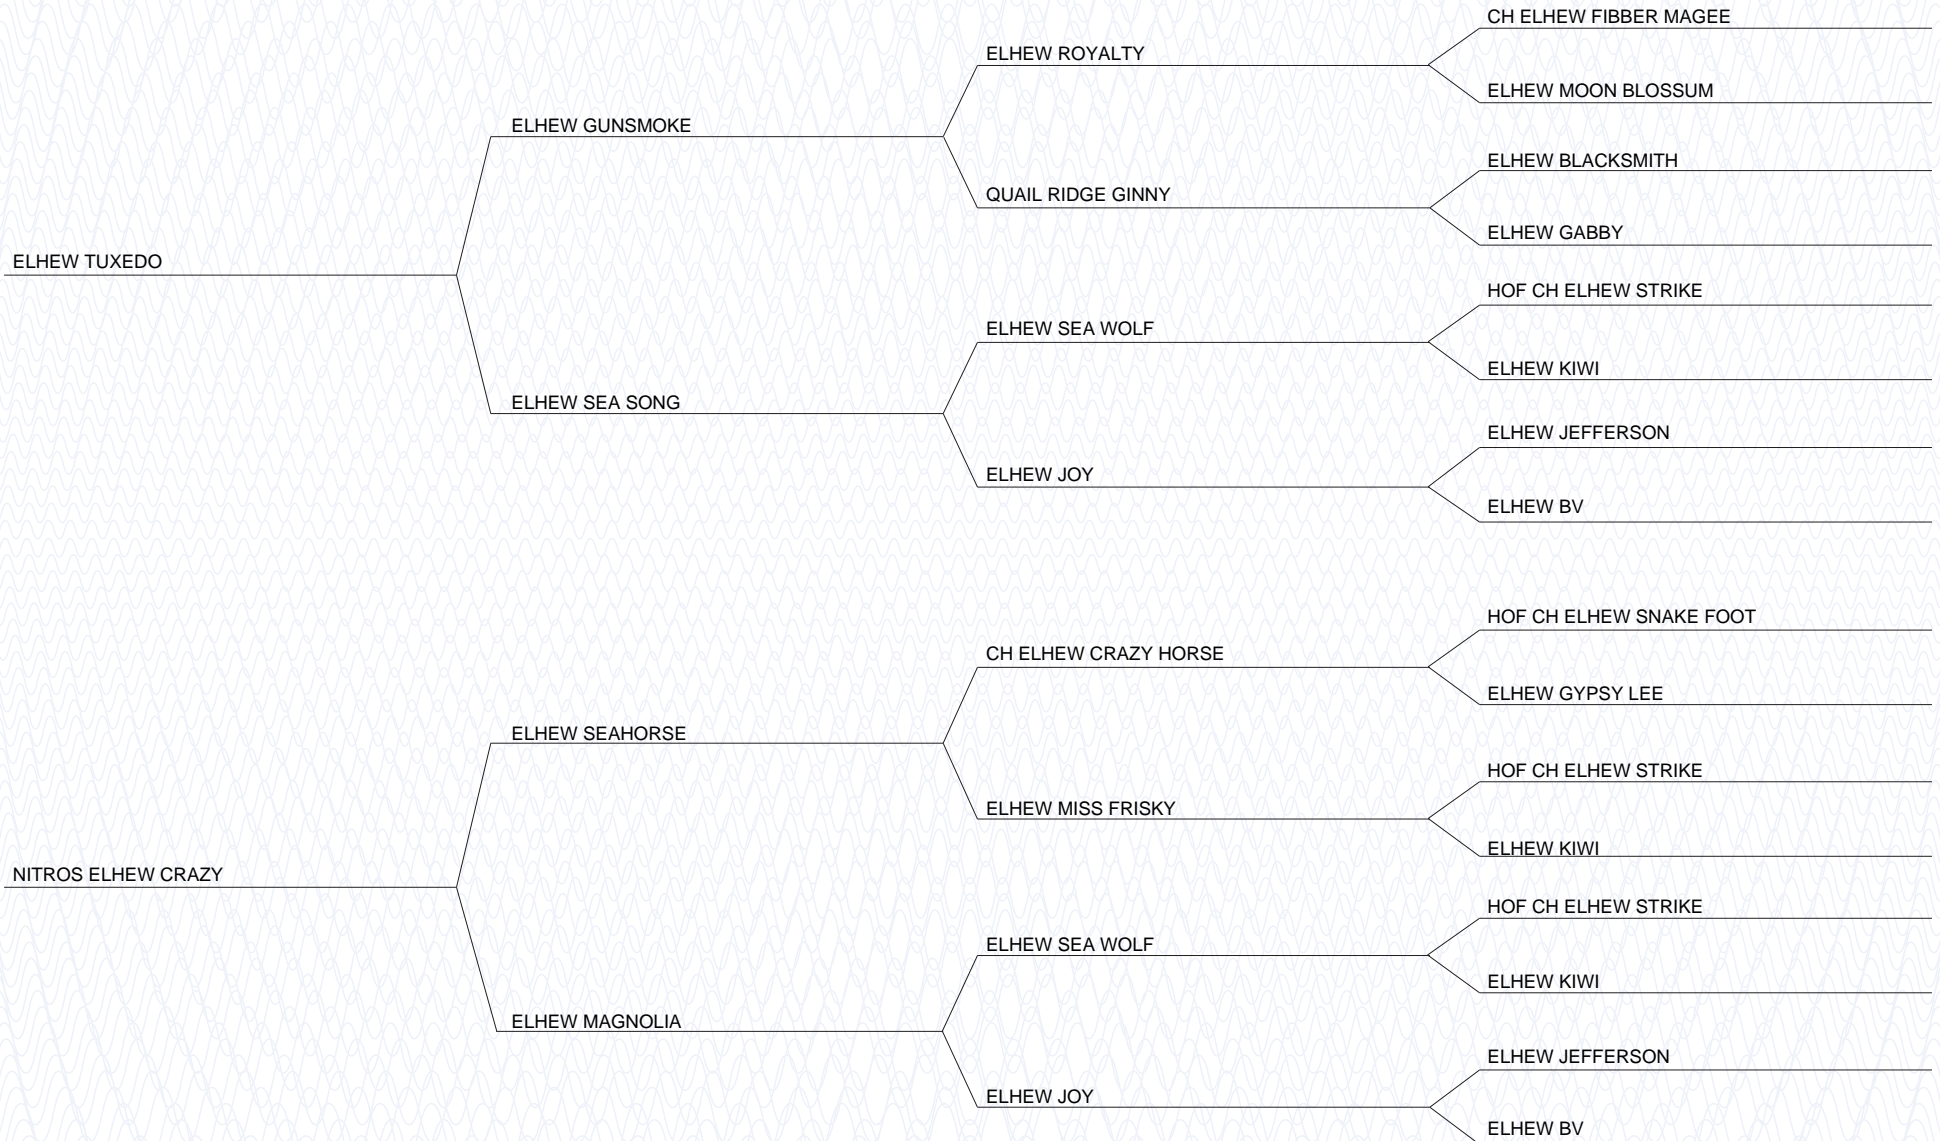 CH ELHEW FIBBER MAGEE
ELHEW ROYALTY
ELHEW MOON BLOSSUM
ELHEW GUNSMOKE
ELHEW BLACKSMITH
QUAIL RIDGE GINNY
ELHEW GABBY
ELHEW TUXEDO
HOF CH ELHEW STRIKE
ELHEW SEA WOLF
ELHEW KIWI
ELHEW SEA SONG
ELHEW JEFFERSON
ELHEW JOY
ELHEW BV
HOF CH ELHEW SNAKE FOOT
CH ELHEW CRAZY HORSE
ELHEW GYPSY LEE
ELHEW SEAHORSE
HOF CH ELHEW STRIKE
ELHEW MISS FRISKY
ELHEW KIWI
NITROS ELHEW CRAZY
HOF CH ELHEW STRIKE
ELHEW SEA WOLF
ELHEW KIWI
ELHEW MAGNOLIA
ELHEW JEFFERSON
ELHEW JOY
ELHEW BV